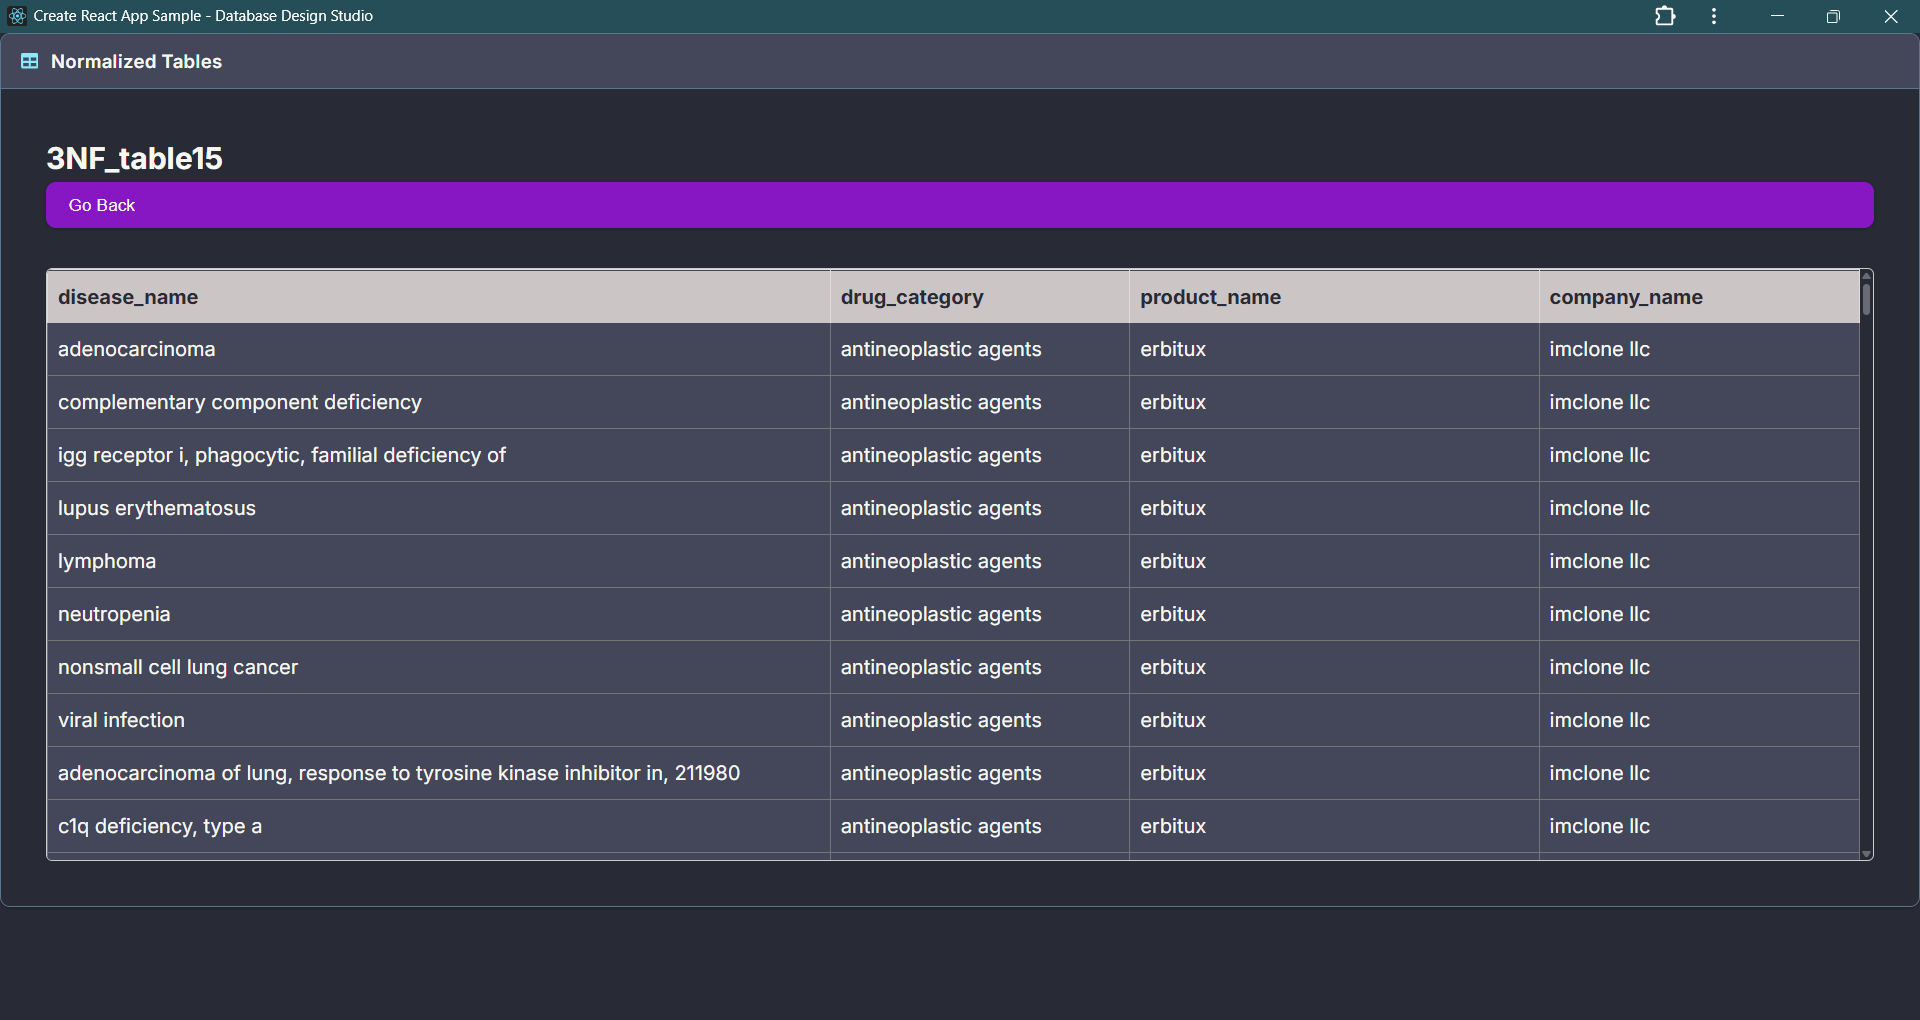 Create React App Sample - Database Design Studio
Normalized Tables
3NF_table15
Go Back
disease_name drug_category product_name company_name
adenocarcinoma antineoplastic agents erbitux imclone llc
complementary component deficiency antineoplastic agents erbitux imclone llc
igg receptor i, phagocytic, familial deficiency of antineoplastic agents erbitux imclone llc
lupus erythematosus antineoplastic agents erbitux imclone llc
lymphoma antineoplastic agents erbitux imclone llc
neutropenia antineoplastic agents erbitux imclone llc
nonsmall cell lung cancer antineoplastic agents erbitux imclone llc
viral infection antineoplastic agents erbitux imclone llc
adenocarcinoma of lung, response to tyrosine kinase inhibitor in, 211980 antineoplastic agents erbitux imclone llc
c1q deficiency, type a antineoplastic agents erbitux imclone llc